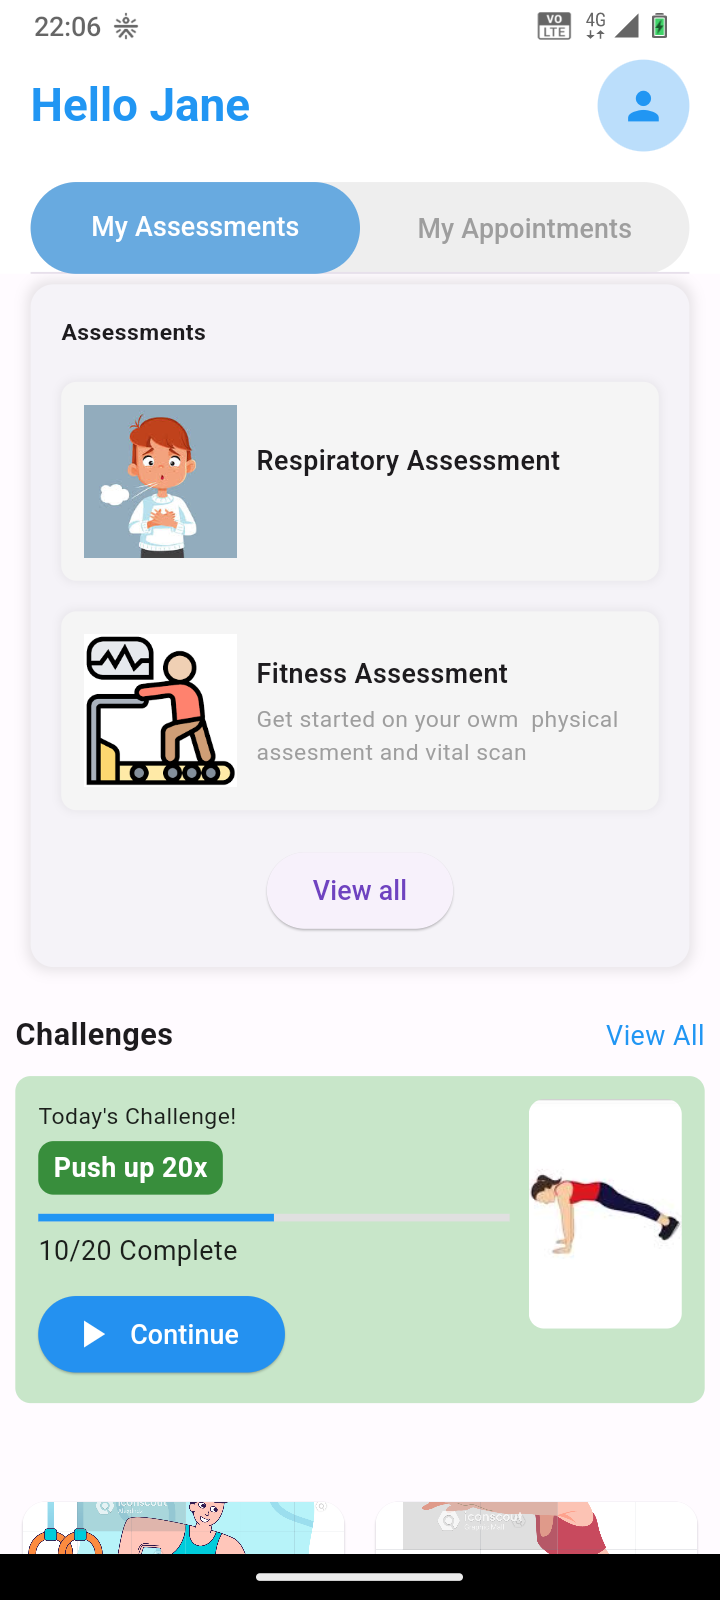 22:06
VO
LTE
4G
Hello Jane
My Assessments
My Appointments
Assessments
Respiratory Assessment
Fitness Assessment
Get started on your owm  physical
assesment and vital scan
View all
Challenges
View All
Today's Challenge!
Push up 20x
10/20 Complete
Continue
iconscout
iconscout